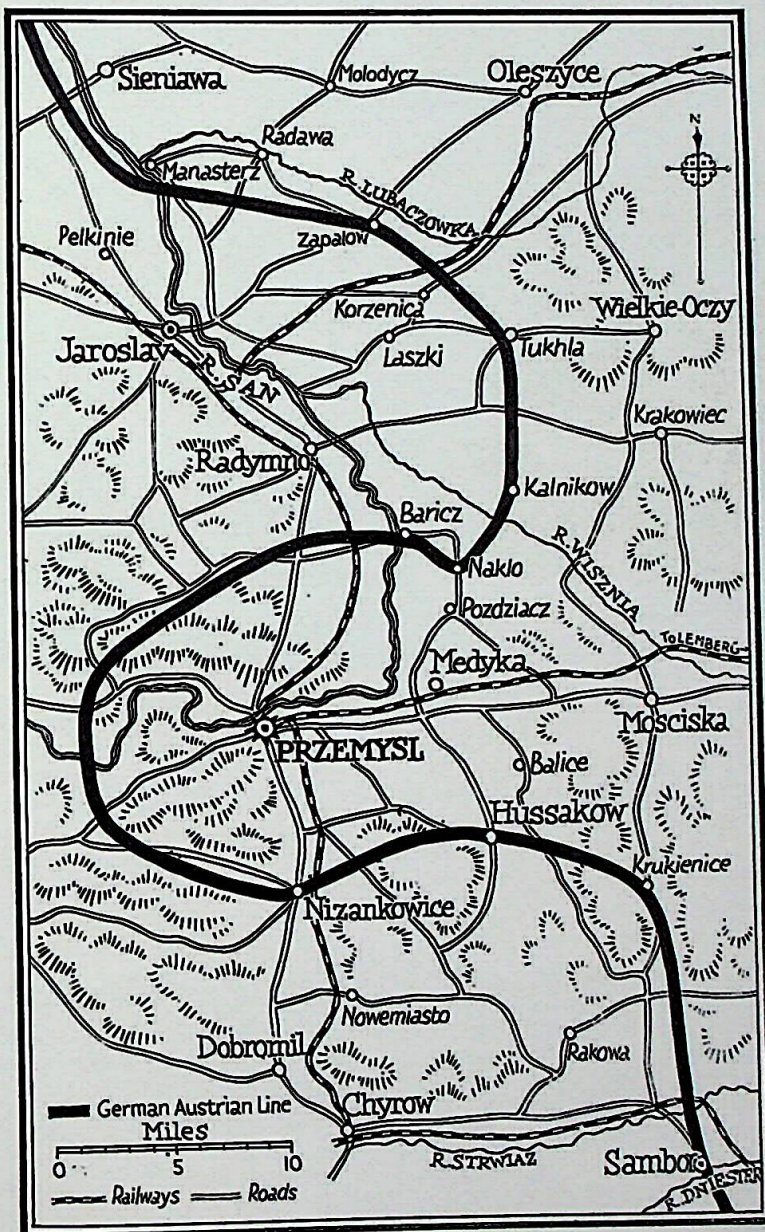 Sieniawa
Molodycz
Oleszyce
N
Radawa
Manasterz
R. LUBACZOWKA
Pelkinie
Zapalow
Korzenica
Wielkie-Oczy
Jaroslav
Laszki
Tukhla
R. SAN
Krakowiec
Radymno
Kalnikow
Baricz
R. WISZNIA
Naklo
Pozdziacz
TO LEMBERG
Medyka
Mosciska
PRZEMYSL
Balice
Hussakow
Krukienice
Nizankowice
Nowemiasto
Dobromil
Rakowa
German Austrian Line
Chyrow
Miles
0 5 10
R. STRWIAZ
Sambor
Railways Roads
R. DNIESTER